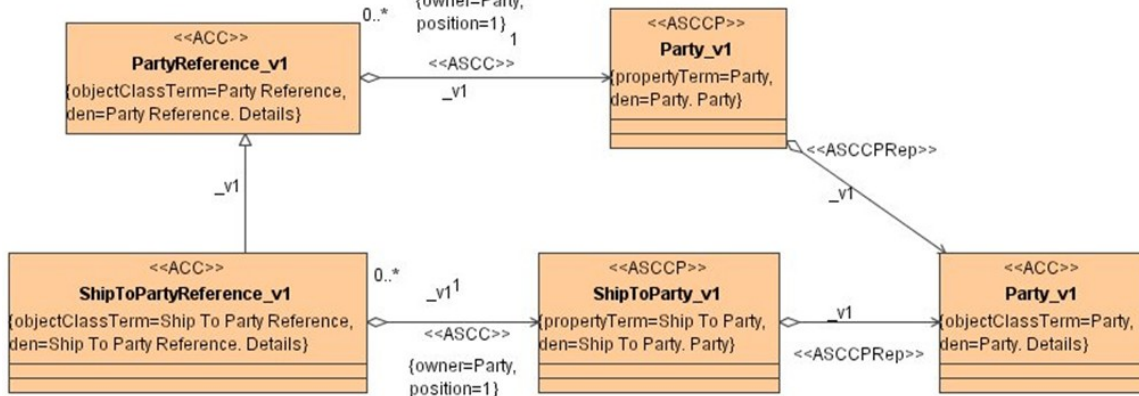 {owner=Party,
0..*
position=1}
1
<<ACC>>
PartyReference_v1
{objectClassTerm=Party Reference,
den=Party Reference. Details}
<<ASCC>>
_v1
<<ASCCP>>
Party_v1
{propertyTerm=Party,
den=Party. Party}
<<ASCCPRep>>
_v1
_v1
<<ACC>>
ShipToPartyReference_v1
{objectClassTerm=Ship To Party Reference,
den=Ship To Party Reference. Details}
0..*
_v1
1
<<ASCC>>
{owner=Party,
position=1}
<<ASCCP>>
ShipToParty_v1
{propertyTerm=Ship To Party,
den=Ship To Party. Party}
_v1
<<ASCCPRep>>
<<ACC>>
Party_v1
{objectClassTerm=Party,
den=Party. Details}